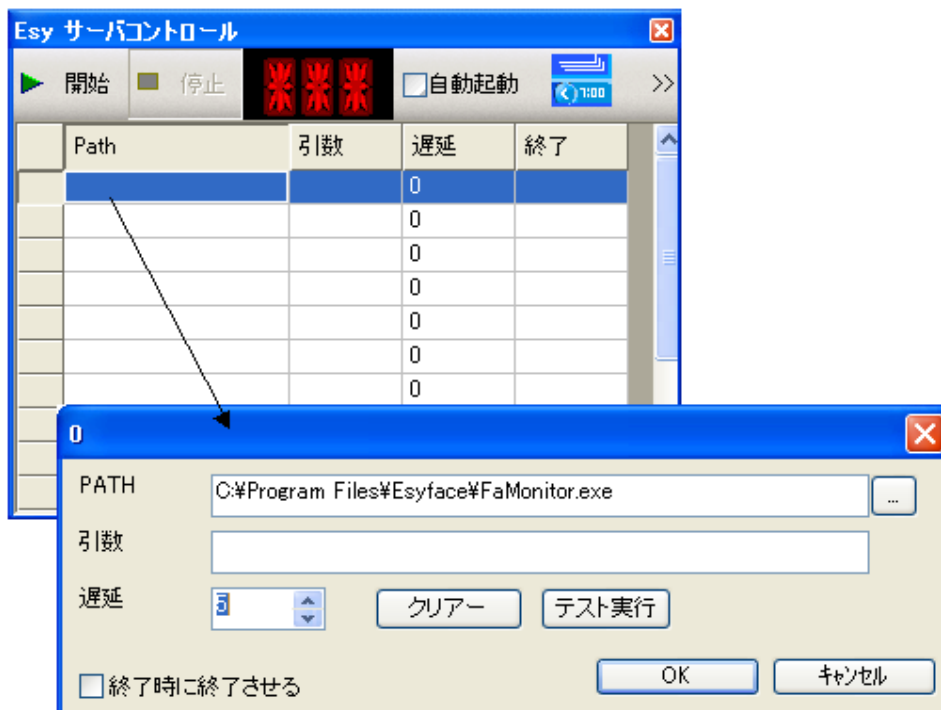 Esy サーバコントロール
開始 停止 自動起動 7:00 >>
Path 引数 遅延 終了
0
0
0
0
0
0
0
0
PATH C:¥Program Files¥Esyface¥FaMonitor.exe ...
引数
遅延 5 クリアー テスト実行
終了時に終了させる OK キャンセル